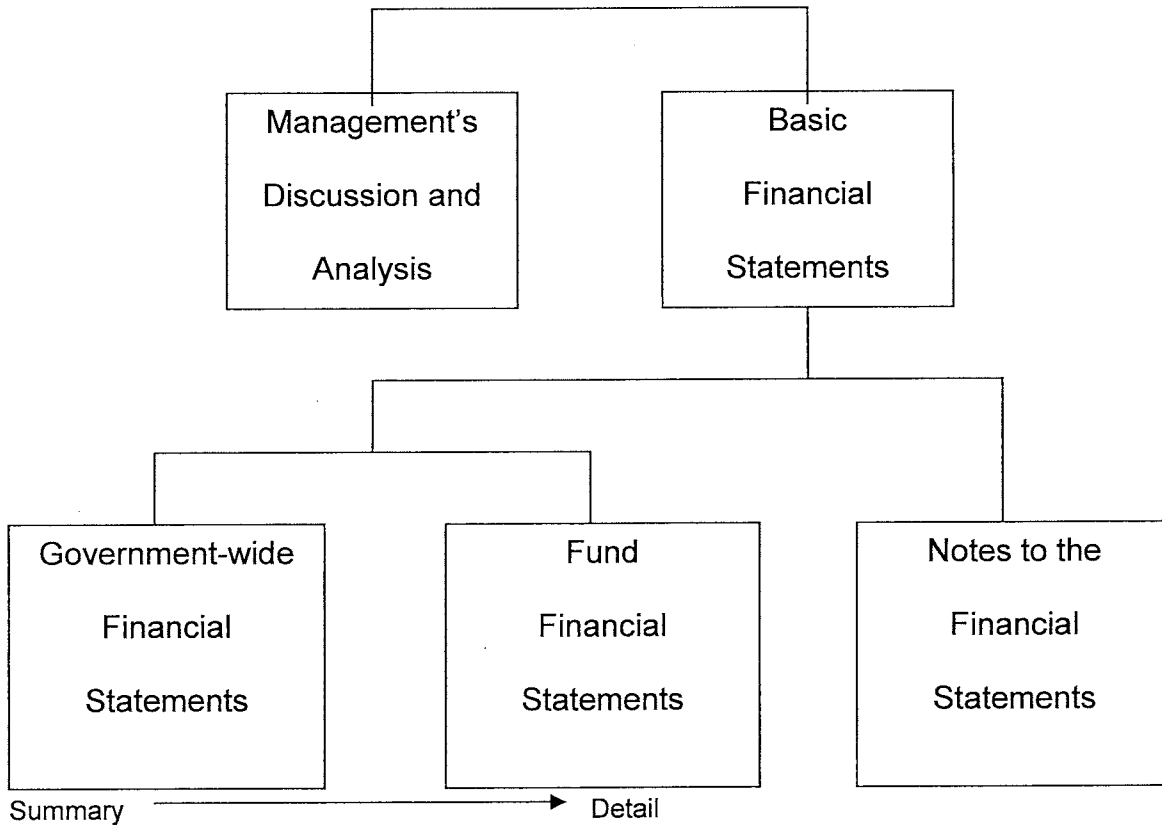 Management's
Discussion and
Analysis
Basic
Financial
Statements
Government-wide
Financial
Statements
Fund
Financial
Statements
Notes to the
Financial
Statements
Summary
Detail